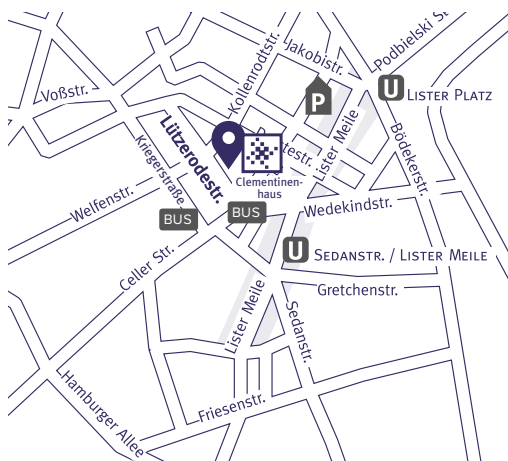 Podbielski St
Jakobistr.
Kollenrodtstr.
U LISTER PLATZ
Voßstr.
P
Lister Meile
Bödekerstr.
Lützerodestr.
Kriegerstraße
Clementinen-
haus
Welfenstr.
BUS
BUS
Wedekindstr.
U SEDANSTR. / LISTER MEILE
Celler Str.
Gretchenstr.
Lister Meile
Sedanstr.
Hamburger Allee
Friesenstr.